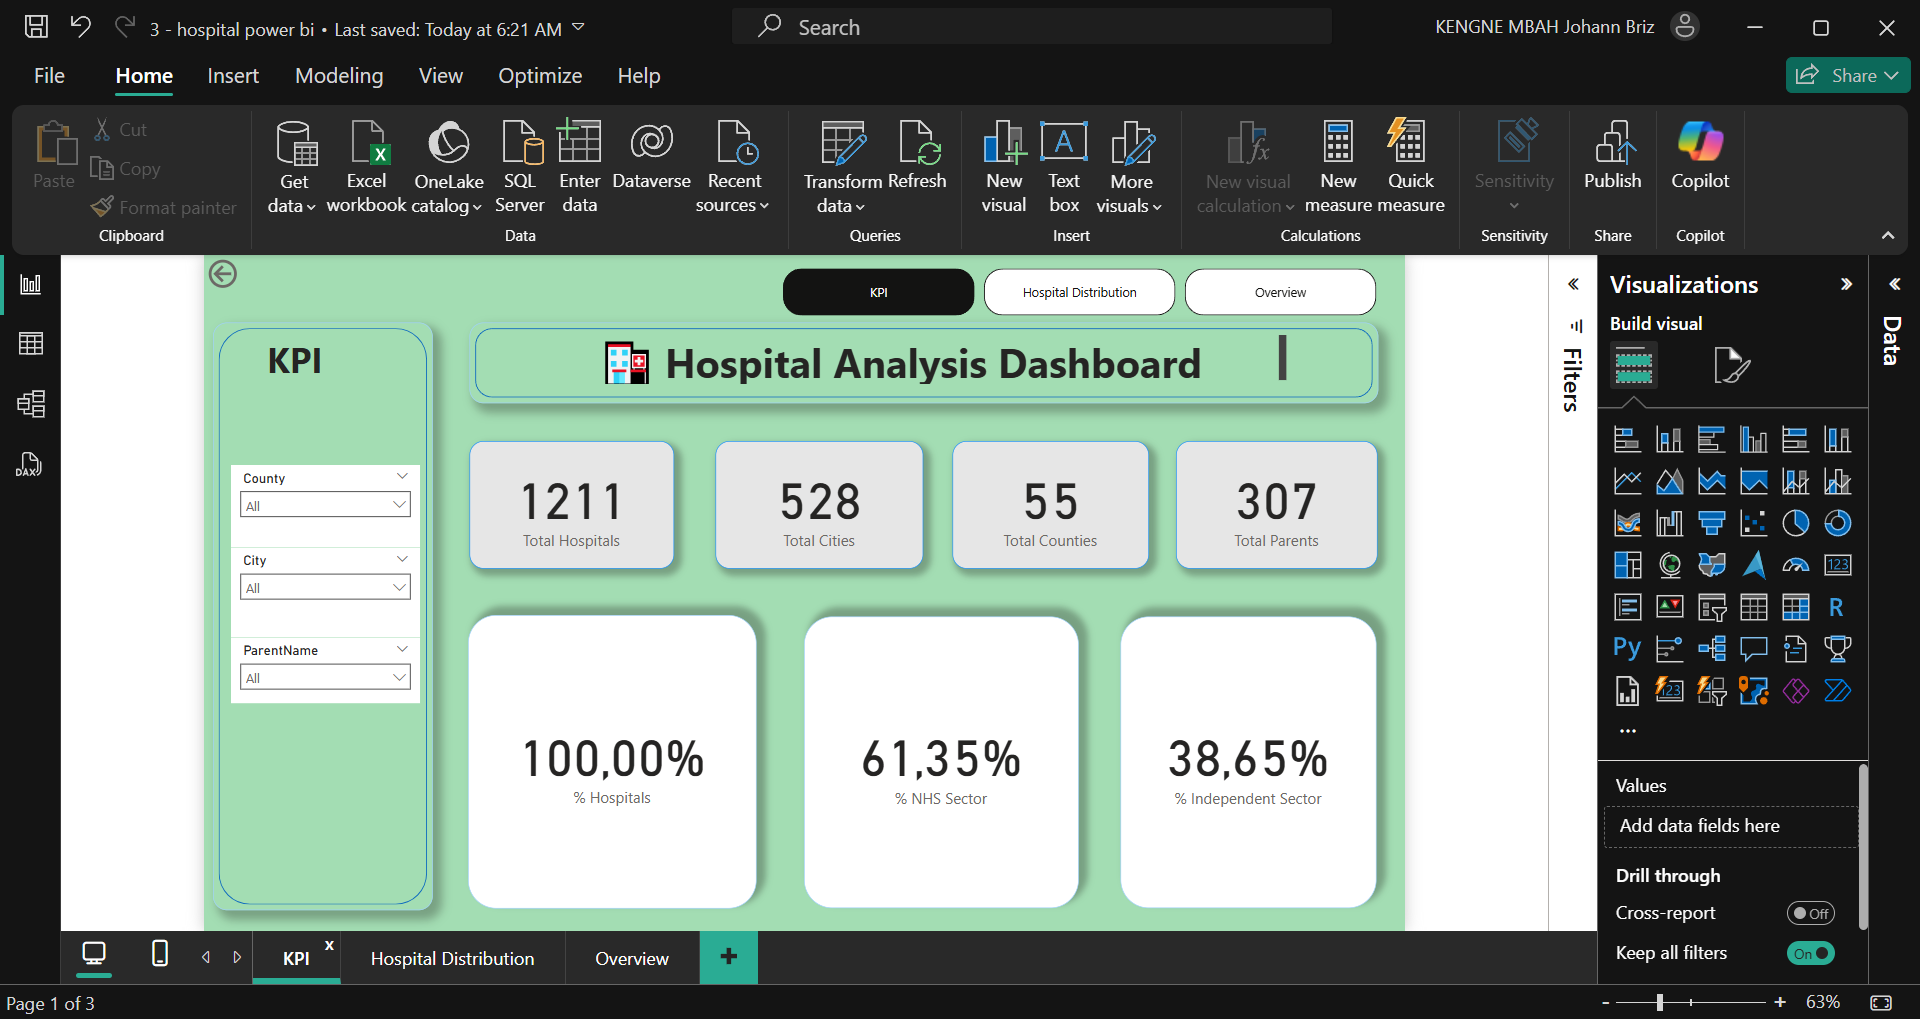 3 - hospital power bi • Last saved: Today at 6:21 AM
Search
KENGNE MBAH Johann Briz
File
Home
Insert
Modeling
View
Optimize
Help
Share
Paste
Cut
Copy
Format painter
Clipboard
Get data
Excel workbook
OneLake catalog
SQL Server
Enter data
Dataverse
Recent sources
Data
Transform data
Refresh
Queries
New visual
Text box
More visuals
Insert
New visual calculation
New measure
Quick measure
Calculations
Sensitivity
Sensitivity
Publish
Share
Copilot
Copilot
KPI
Hospital Distribution
Overview
KPI
Hospital Analysis Dashboard
County
All
City
All
ParentName
All
1211
Total Hospitals
528
Total Cities
55
Total Counties
307
Total Parents
100,00%
% Hospitals
61,35%
% NHS Sector
38,65%
% Independent Sector
Filters
Visualizations
Build visual
Data
DAX
123
R
Py
123
Values
Add data fields here
Drill through
Cross-report
Off
Keep all filters
On
KPI
x
Hospital Distribution
Overview
+
Page 1 of 3
- + 63%